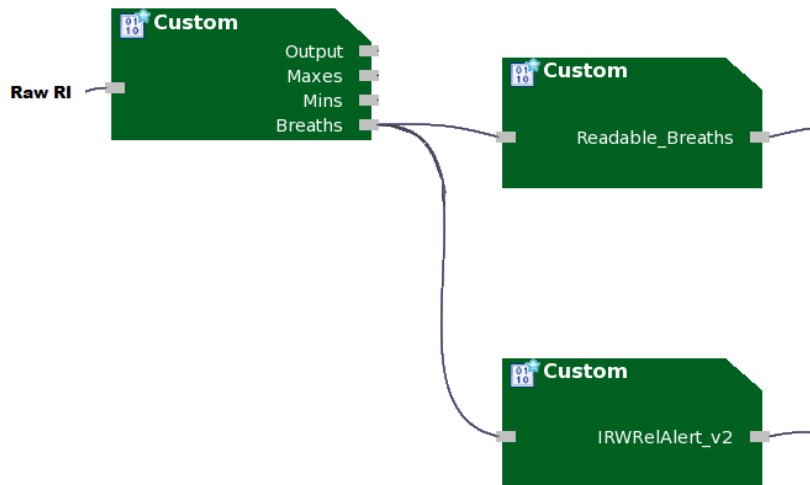 Custom
Output
Maxes
Mins
Breaths
Raw RI
Custom
Readable_Breaths
Custom
IRWRelAlert_v2